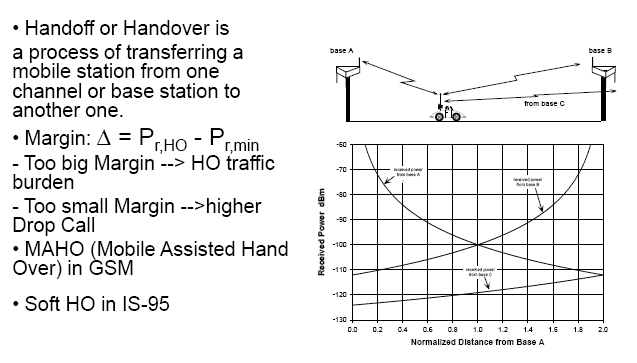 • Handoff or Handover is
a process of transferring a
mobile station from one
channel or base station to
another one.
• Margin: Δ = Pr,HO - Pr,min
- Too big Margin --> HO traffic
burden
- Too small Margin -->higher
Drop Call
• MAHO (Mobile Assisted Hand
Over) in GSM
• Soft HO in IS-95
base A
base B
from base C
Received Power dBm
-60
-70
-80
-90
-100
-110
-120
-130
received power
from base A
received power
from base B
received power
from base C
0.0 0.2 0.4 0.6 0.8 1.0 1.2 1.4 1.6 1.8 2.0
Normalized Distance from Base A